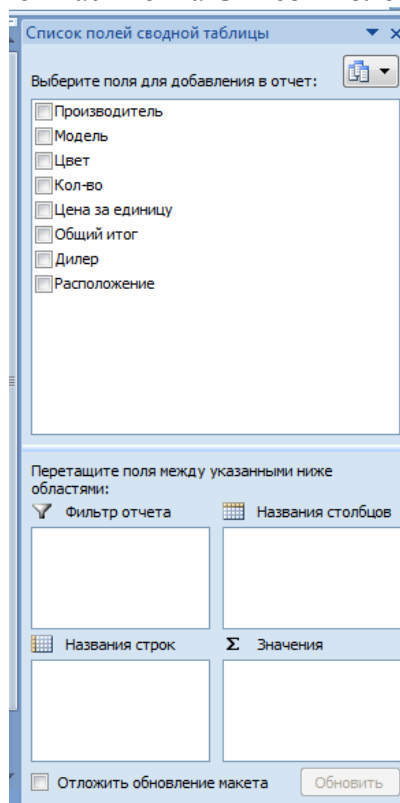 Список полей сводной таблицы
Выберите поля для добавления в отчет:
Производитель
Модель
Цвет
Кол-во
Цена за единицу
Общий итог
Дилер
Расположение
Перетащите поля между указанными ниже
областями:
Фильтр отчета
Названия столбцов
Названия строк
Σ Значения
Отложить обновление макета
Обновить